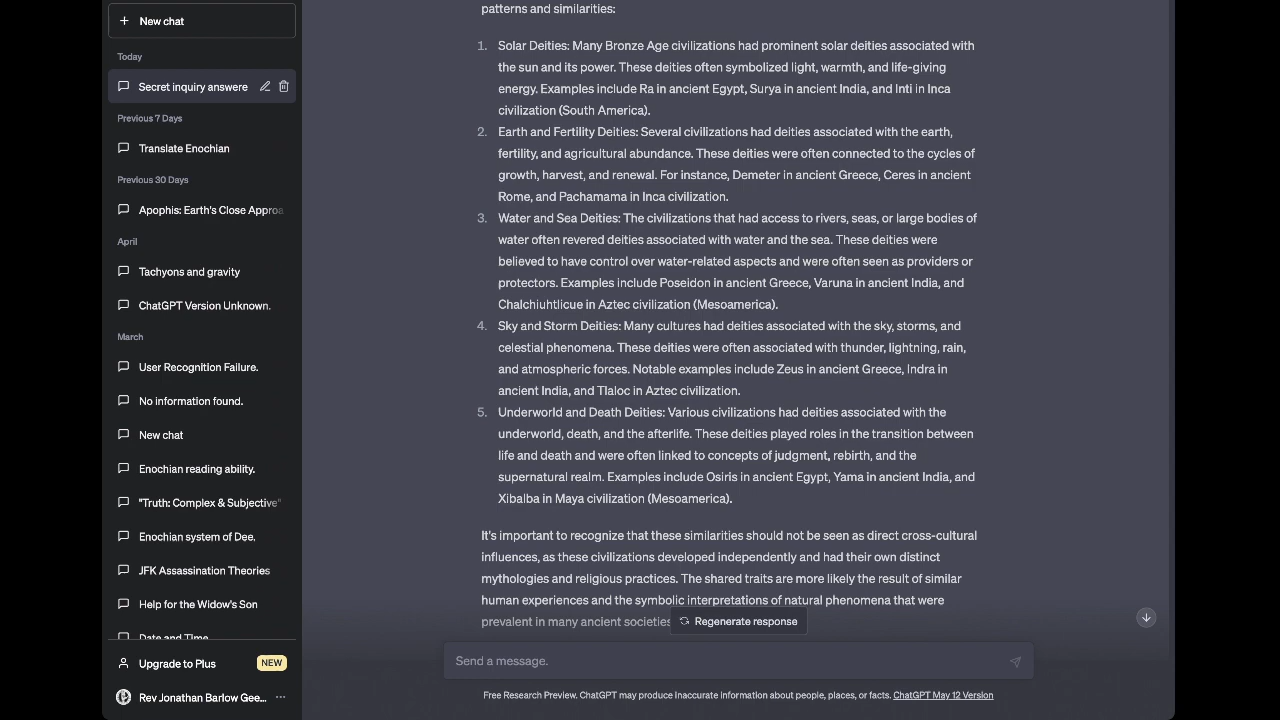 New chat
Today
Secret inquiry answere
Previous 7 Days
Translate Enochian
Previous 30 Days
Apophis: Earth's Close Approa
April
Tachyons and gravity
ChatGPT Version Unknown.
March
User Recognition Failure.
No information found.
New chat
Enochian reading ability.
"Truth: Complex & Subjective"
Enochian system of Dee.
JFK Assassination Theories
Help for the Widow's Son
Date and Time
Upgrade to Plus NEW
Rev Jonathan Barlow Gee...
patterns and similarities:
1. Solar Deities: Many Bronze Age civilizations had prominent solar deities associated with
the sun and its power. These deities often symbolized light, warmth, and life-giving
energy. Examples include Ra in ancient Egypt, Surya in ancient India, and Inti in Inca
civilization (South America).
2. Earth and Fertility Deities: Several civilizations had deities associated with the earth,
fertility, and agricultural abundance. These deities were often connected to the cycles of
growth, harvest, and renewal. For instance, Demeter in ancient Greece, Ceres in ancient
Rome, and Pachamama in Inca civilization.
3. Water and Sea Deities: The civilizations that had access to rivers, seas, or large bodies of
water often revered deities associated with water and the sea. These deities were
believed to have control over water-related aspects and were often seen as providers or
protectors. Examples include Poseidon in ancient Greece, Varuna in ancient India, and
Chalchiuhtlicue in Aztec civilization (Mesoamerica).
4. Sky and Storm Deities: Many cultures had deities associated with the sky, storms, and
celestial phenomena. These deities were often associated with thunder, lightning, rain,
and atmospheric forces. Notable examples include Zeus in ancient Greece, Indra in
ancient India, and Tlaloc in Aztec civilization.
5. Underworld and Death Deities: Various civilizations had deities associated with the
underworld, death, and the afterlife. These deities played roles in the transition between
life and death and were often linked to concepts of judgment, rebirth, and the
supernatural realm. Examples include Osiris in ancient Egypt, Yama in ancient India, and
Xibalba in Maya civilization (Mesoamerica).
It's important to recognize that these similarities should not be seen as direct cross-cultural
influences, as these civilizations developed independently and had their own distinct
mythologies and religious practices. The shared traits are more likely the result of similar
human experiences and the symbolic interpretations of natural phenomena that were
prevalent in many ancient societies
Regenerate response
Send a message.
Free Research Preview. ChatGPT may produce inaccurate information about people, places, or facts. ChatGPT May 12 Version